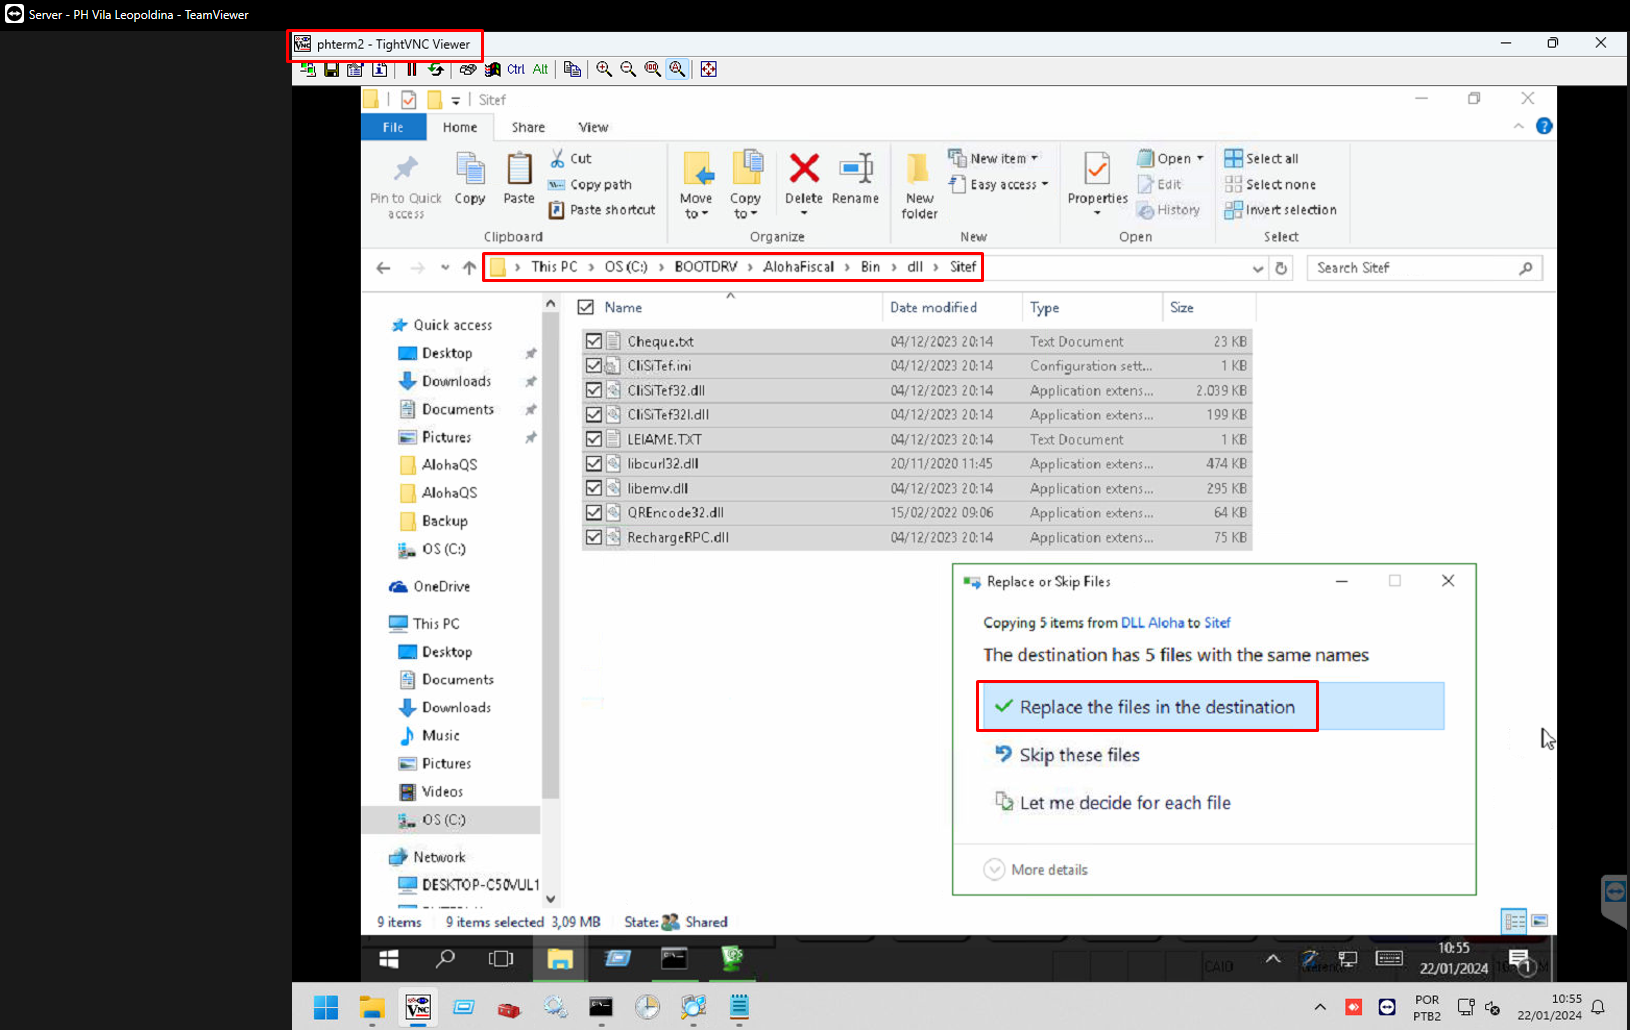 Server - PH Vila Leopoldina - TeamViewer
phterm2 - TightVNC Viewer
Ctrl Alt
Sitef
File Home Share View
Pin to Quick access
Copy
Paste
Cut
Copy path
Paste shortcut
Clipboard
Move to
Copy to
Delete
Rename
Organize
New folder
New item
Easy access
New
Properties
Open
Edit
History
Open
Select all
Select none
Invert selection
Select
This PC > OS (C:) > BOOTDRV > AlohaFiscal > Bin > dll > Sitef
Search Sitef
Name Date modified Type Size
Cheque.txt 04/12/2023 20:14 Text Document 23 KB
CliSiTef.ini 04/12/2023 20:14 Configuration sett... 1 KB
CliSiTef32.dll 04/12/2023 20:14 Application extens... 2.039 KB
CliSiTef32I.dll 04/12/2023 20:14 Application extens... 199 KB
LEIAME.TXT 04/12/2023 20:14 Text Document 1 KB
libcurl32.dll 20/11/2020 11:45 Application extens... 474 KB
libemv.dll 04/12/2023 20:14 Application extens... 295 KB
QREncode32.dll 15/02/2022 09:06 Application extens... 64 KB
RechargeRPC.dll 04/12/2023 20:14 Application extens... 75 KB
Quick access
Desktop
Downloads
Documents
Pictures
AlohaQS
AlohaQS
Backup
OS (C:)
OneDrive
This PC
Desktop
Documents
Downloads
Music
Pictures
Videos
OS (C:)
Network
DESKTOP-C50VUL1
Replace or Skip Files
Copying 5 items from DLL Aloha to Sitef
The destination has 5 files with the same names
Replace the files in the destination
Skip these files
Let me decide for each file
More details
9 items 9 items selected 3,09 MB State: Shared
CAIO
10:55
22/01/2024
1
POR
PTB2
10:55
22/01/2024